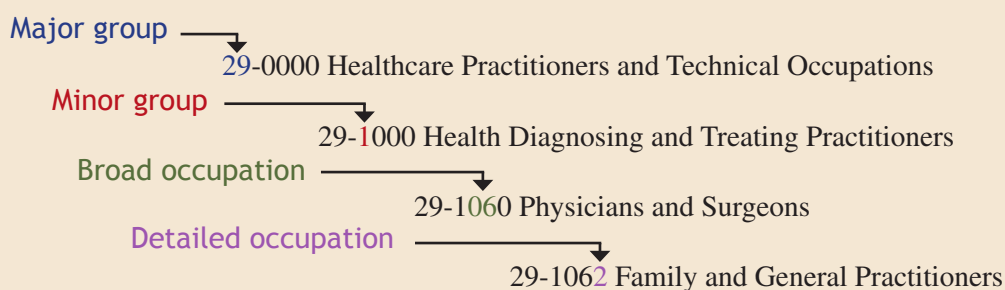 Major group
29-0000 Healthcare Practitioners and Technical Occupations
Minor group
29-1000 Health Diagnosing and Treating Practitioners
Broad occupation
29-1060 Physicians and Surgeons
Detailed occupation
29-1062 Family and General Practitioners